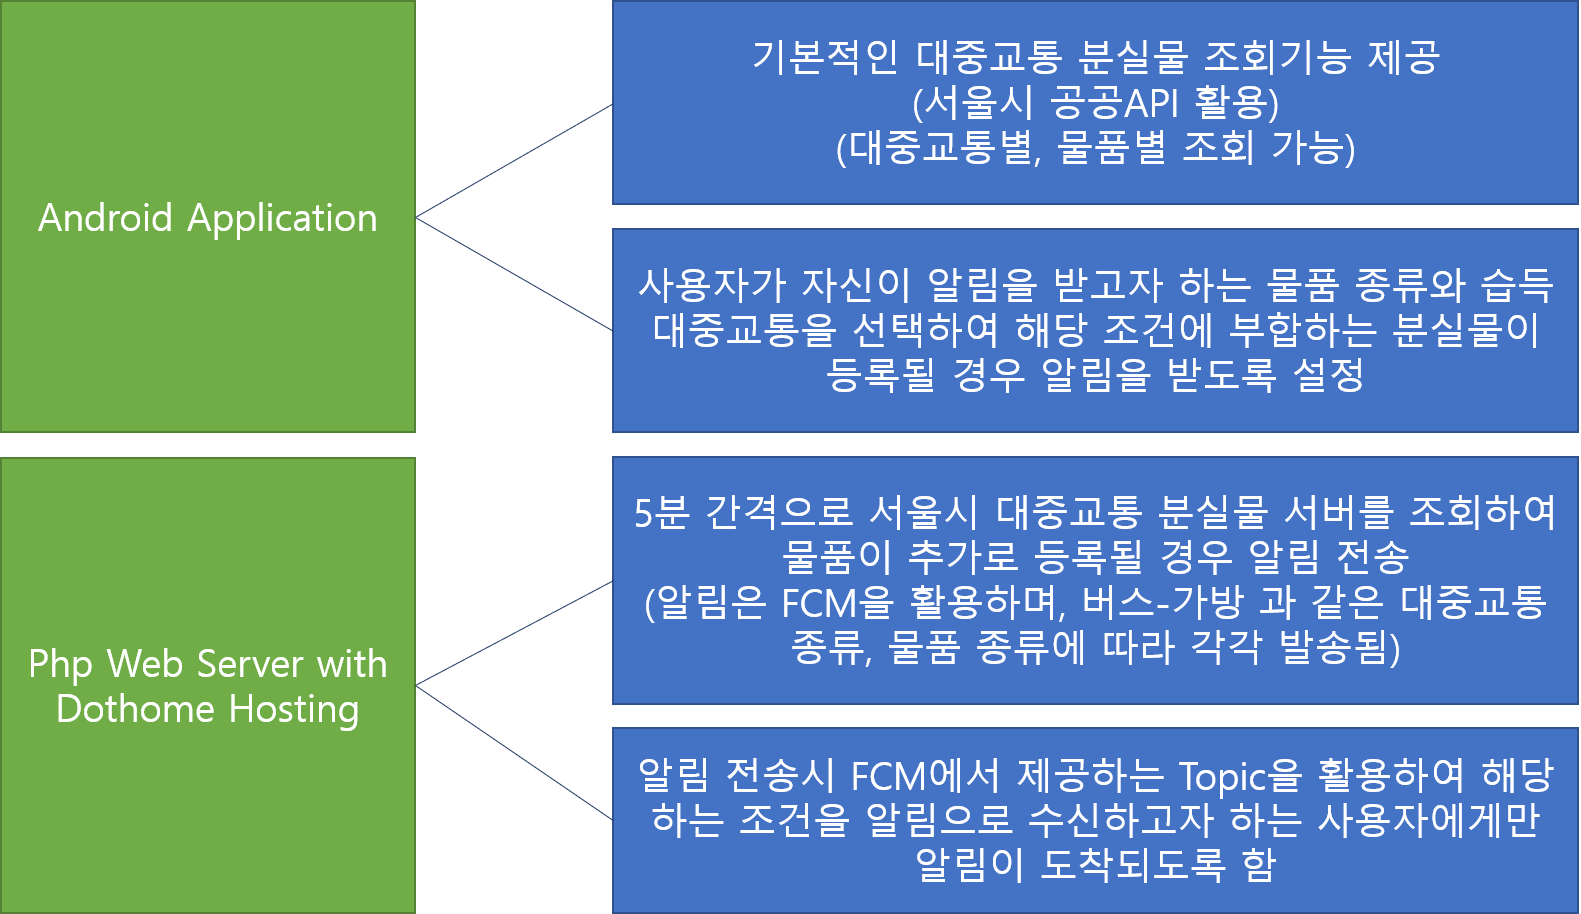 Android Application
기본적인 대중교통 분실물 조회기능 제공
(서울시 공공API 활용)
(대중교통별, 물품별 조회 가능)
사용자가 자신이 알림을 받고자 하는 물품 종류와 습득
대중교통을 선택하여 해당 조건에 부합하는 분실물이
등록될 경우 알림을 받도록 설정
Php Web Server with
Dothome Hosting
5분 간격으로 서울시 대중교통 분실물 서버를 조회하여
물품이 추가로 등록될 경우 알림 전송
(알림은 FCM을 활용하며, 버스-가방 과 같은 대중교통
종류, 물품 종류에 따라 각각 발송됨)
알림 전송시 FCM에서 제공하는 Topic을 활용하여 해당
하는 조건을 알림으로 수신하고자 하는 사용자에게만
알림이 도착되도록 함